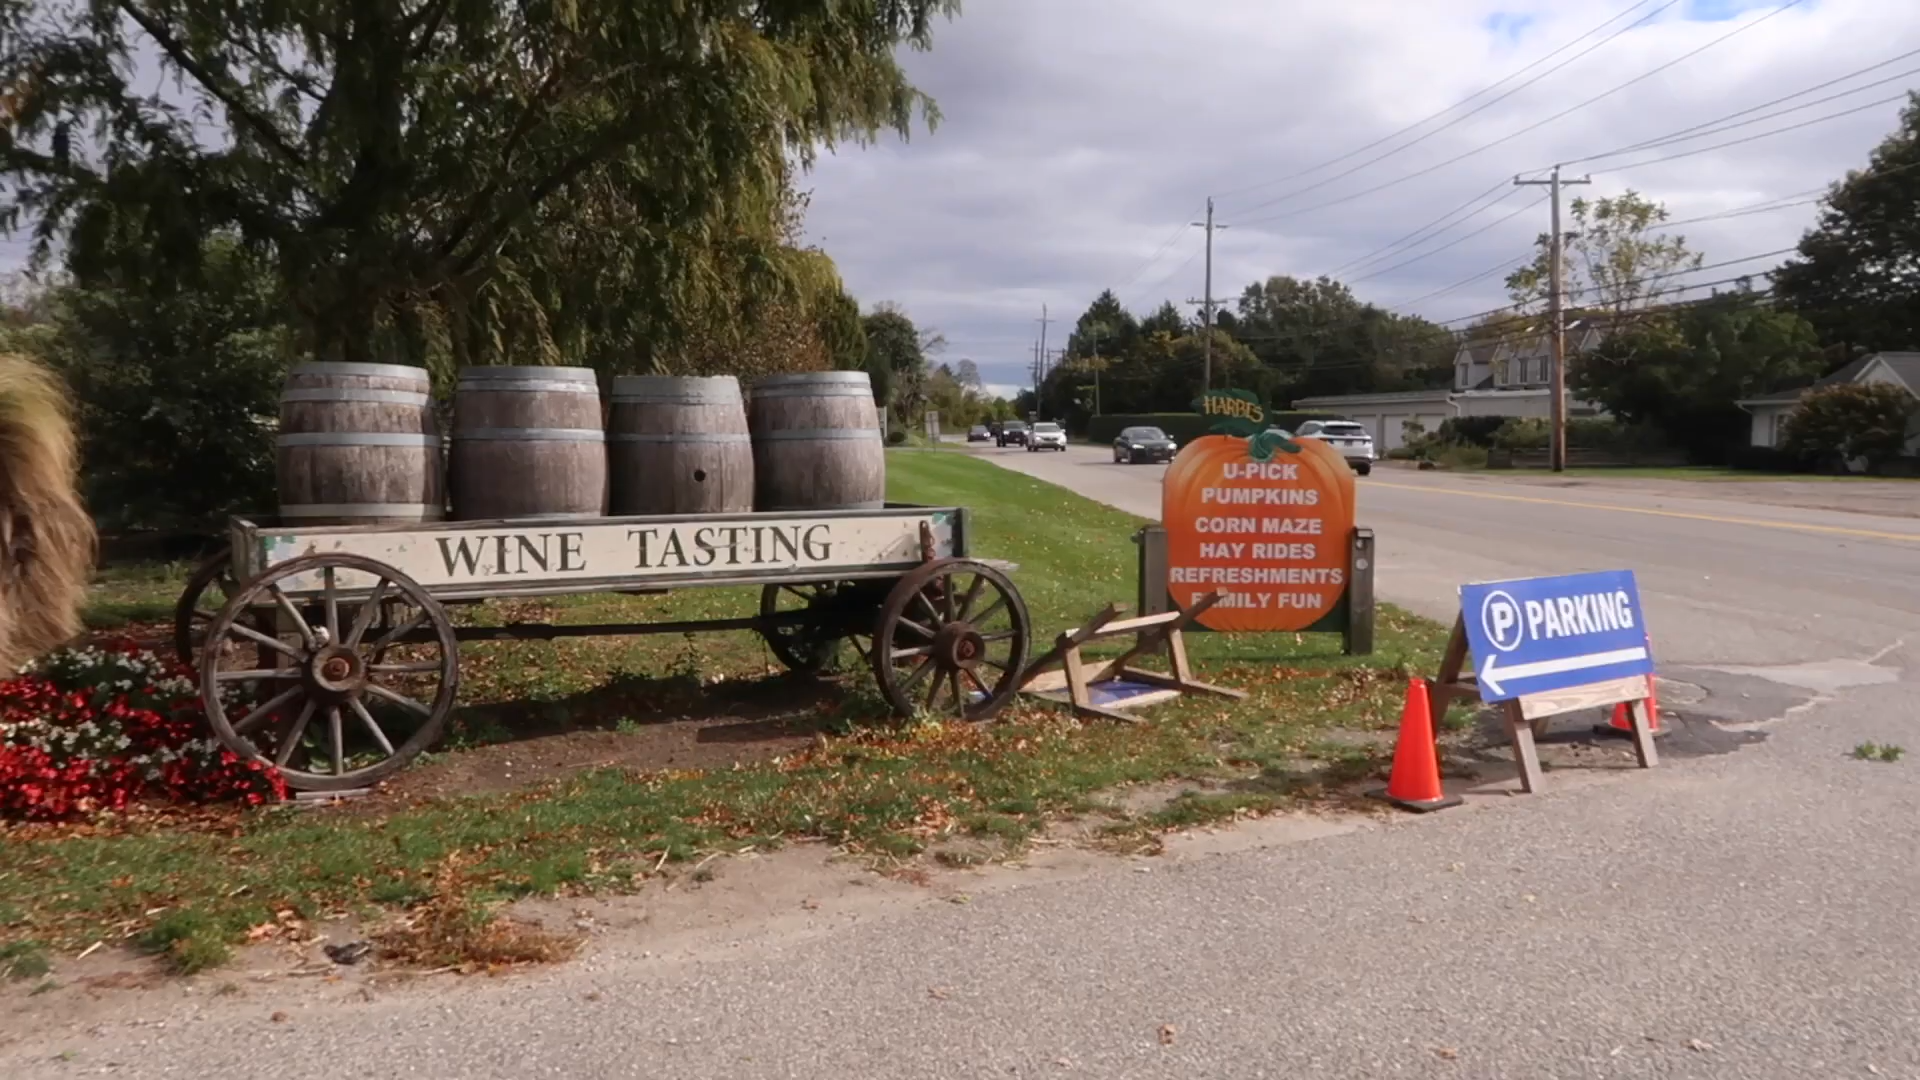 WINE TASTING
HARBES
U-PICK
PUMPKINS
CORN MAZE
HAY RIDES
REFRESHMENTS
FAMILY FUN
P PARKING